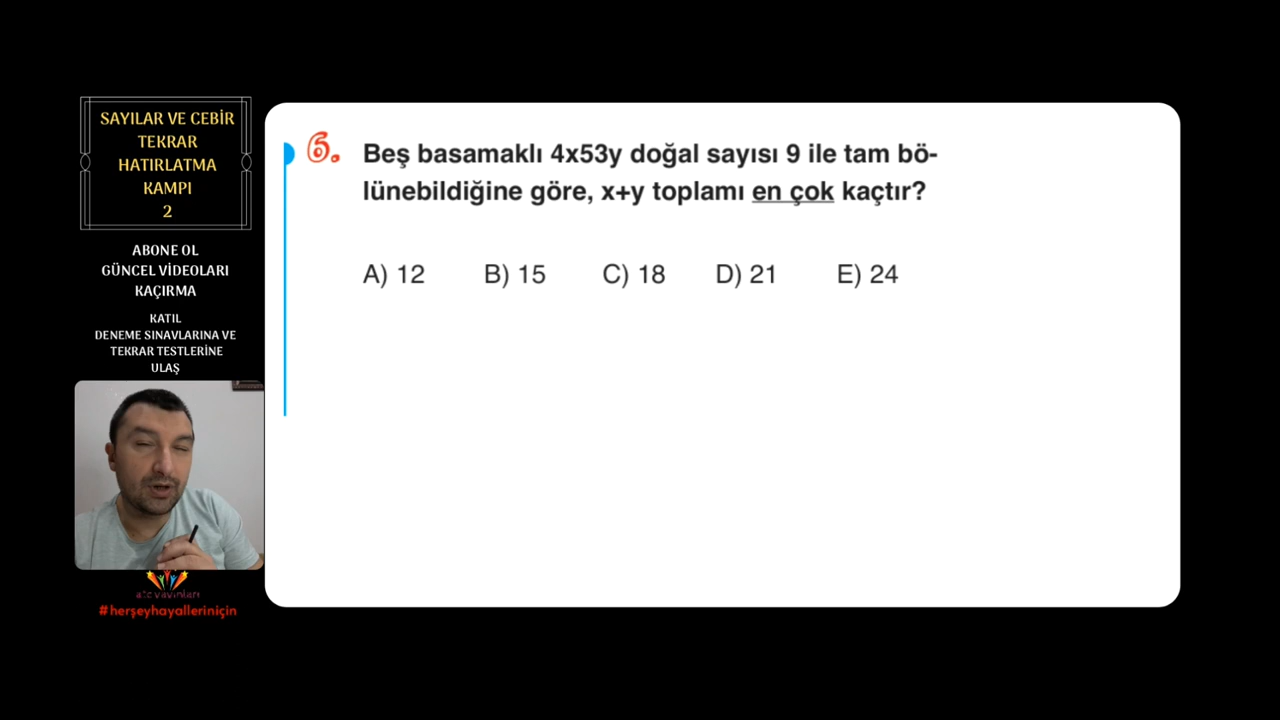 SAYILAR VE CEBİR
TEKRAR
HATIRLATMA
KAMPI
2
ABONE OL
GÜNCEL VİDEOLARI
KAÇIRMA
KATIL
DENEME SINAVLARINA VE
TEKRAR TESTLERİNE
ULAŞ
#herşeyhayalleriniçin
6. Beş basamaklı 4x53y doğal sayısı 9 ile tam bö-
lünebildiğine göre, x+y toplamı en çok kaçtır?
A) 12 B) 15 C) 18 D) 21 E) 24